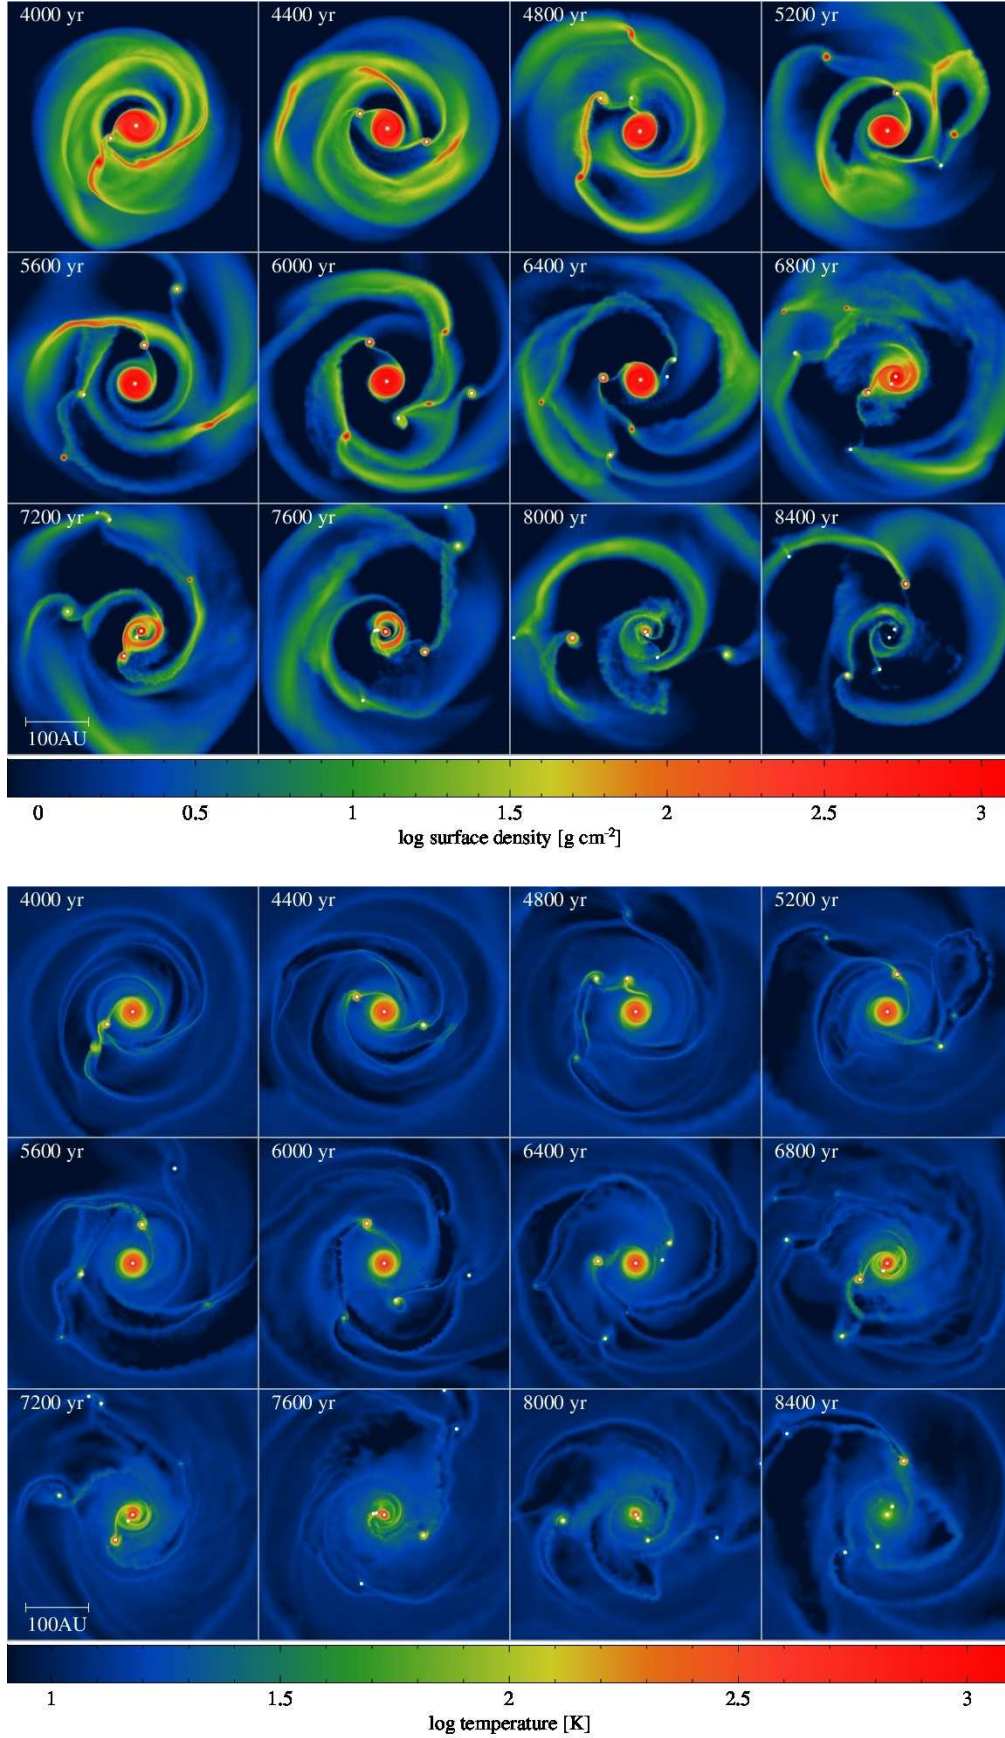 4000 yr 4400 yr 4800 yr 5200 yr
5600 yr 6000 yr 6400 yr 6800 yr
7200 yr 7600 yr 8000 yr 8400 yr
100AU
0 0.5 1 1.5 2 2.5 3
log surface density [g cm⁻²]
4000 yr 4400 yr 4800 yr 5200 yr
5600 yr 6000 yr 6400 yr 6800 yr
7200 yr 7600 yr 8000 yr 8400 yr
100AU
1 1.5 2 2.5 3
log temperature [K]